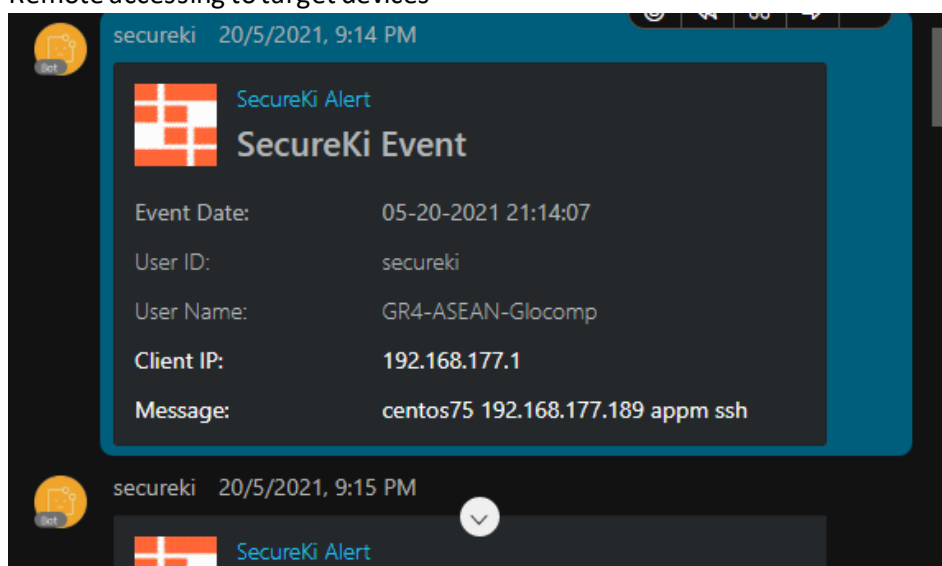 Remote accessing to target devices
secureki 20/5/2021, 9:14 PM
Bot
SecureKi Alert
SecureKi Event
Event Date: 05-20-2021 21:14:07
User ID: secureki
User Name: GR4-ASEAN-Glocomp
Client IP: 192.168.177.1
Message: centos75 192.168.177.189 appm ssh
secureki 20/5/2021, 9:15 PM
Bot
SecureKi Alert